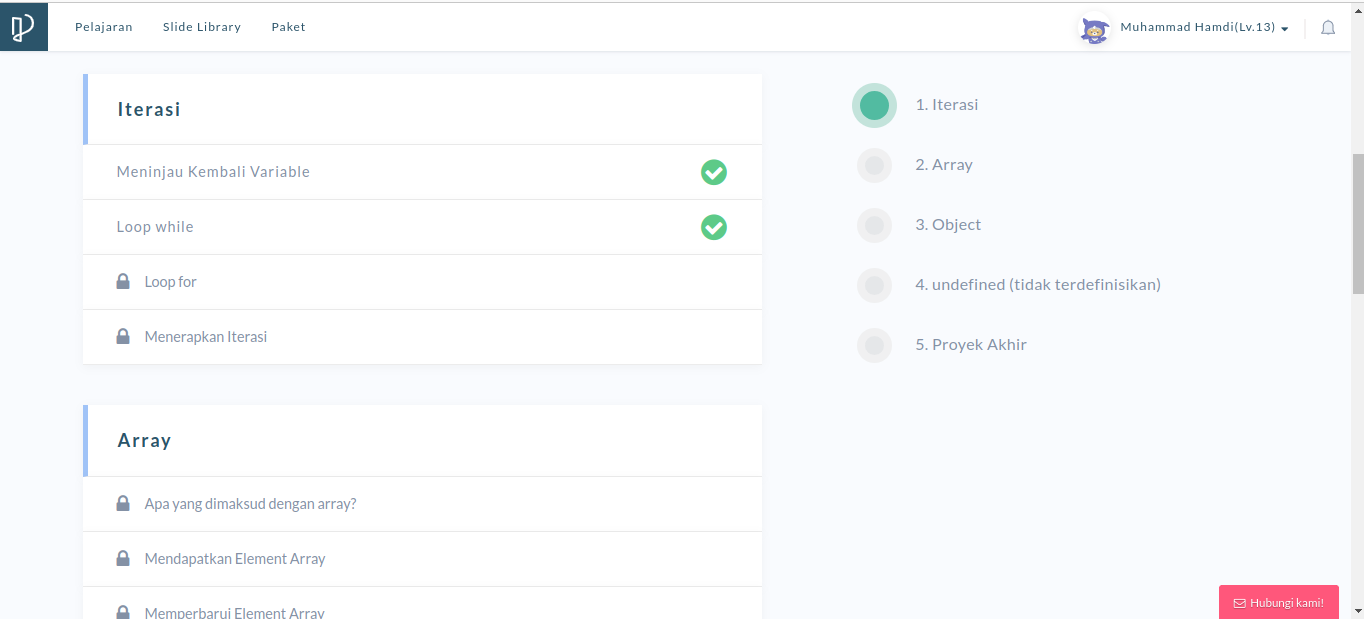 Pelajaran
Slide Library
Paket
Muhammad Hamdi(Lv.13)
Iterasi
Meninjau Kembali Variable
Loop while
Loop for
Menerapkan Iterasi
Array
Apa yang dimaksud dengan array?
Mendapatkan Element Array
Memperbarui Element Array
1. Iterasi
2. Array
3. Object
4. undefined (tidak terdefinisikan)
5. Proyek Akhir
Hubungi kami!